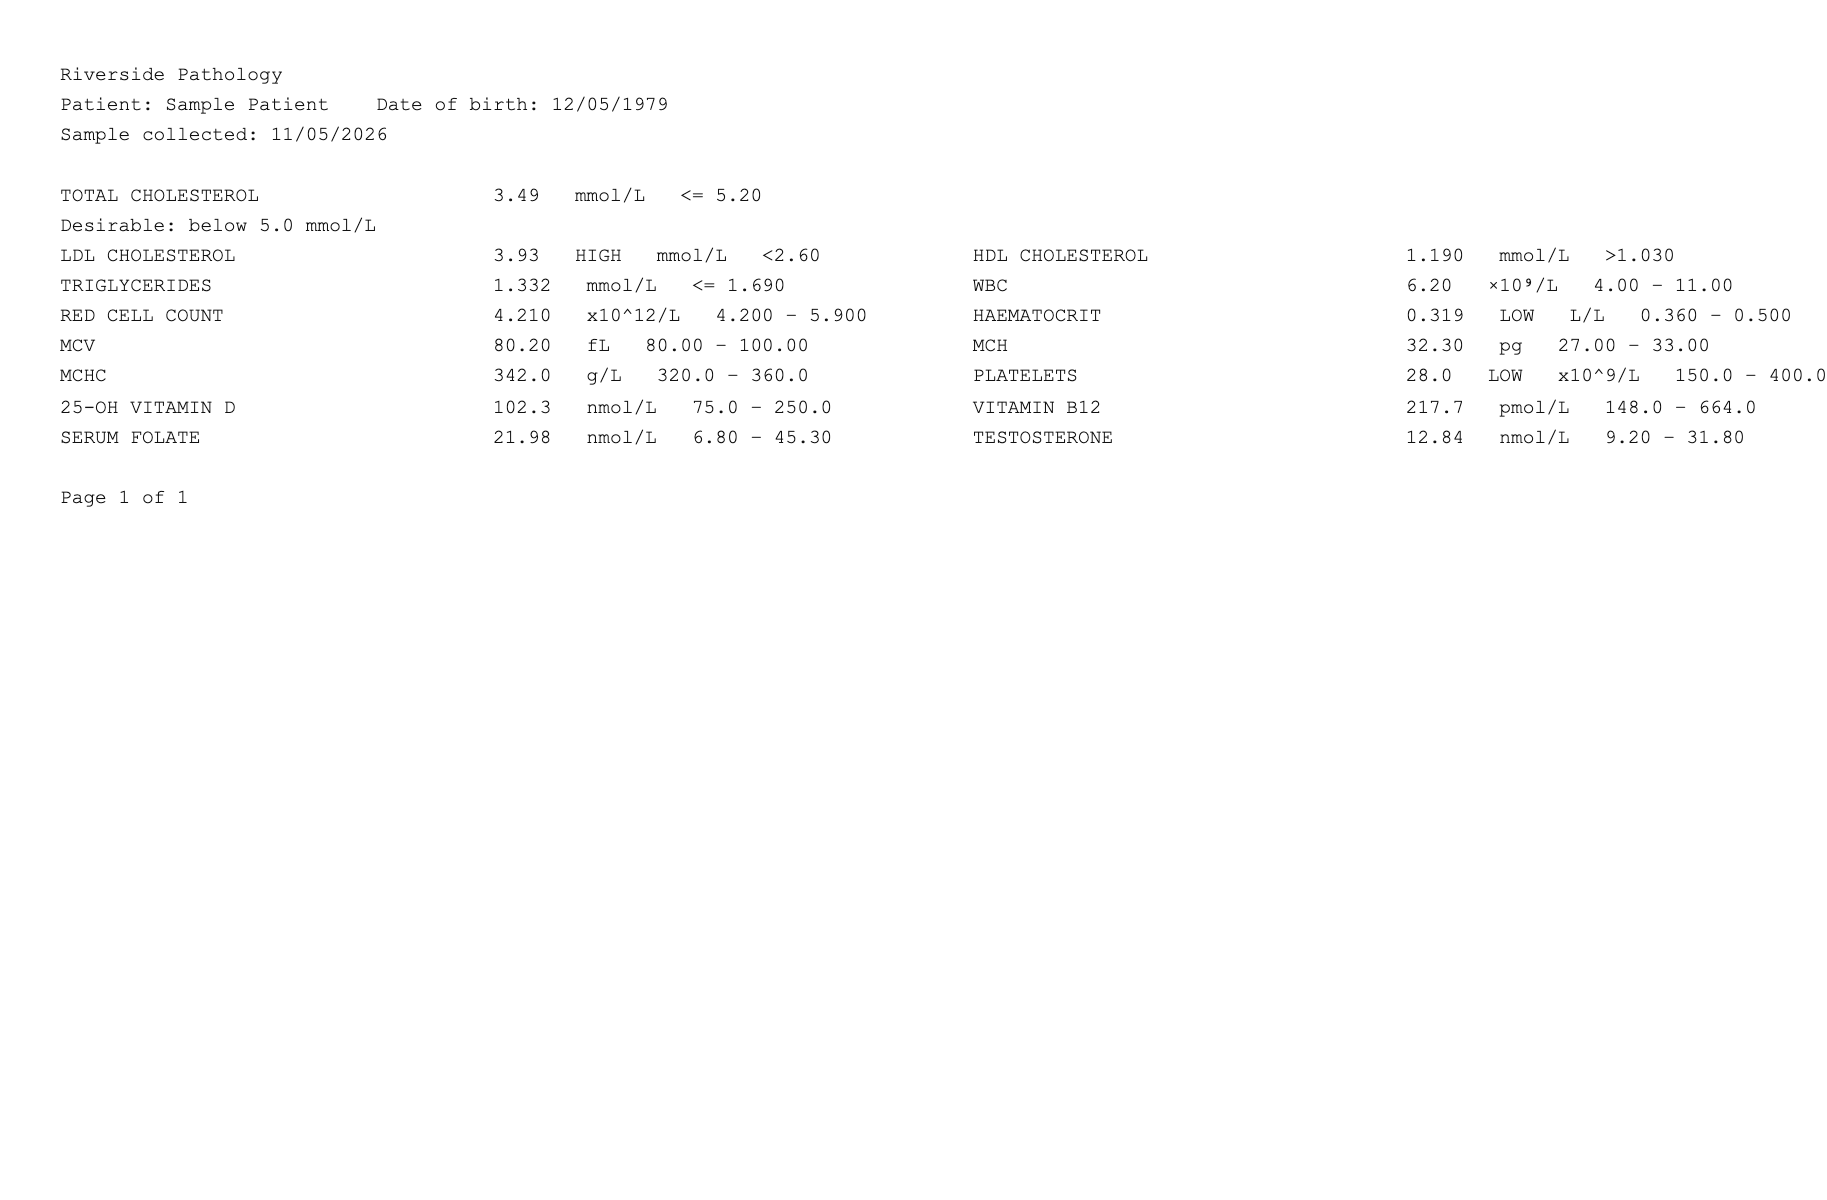 Riverside Pathology
Patient: Sample Patient    Date of birth: 12/05/1979
Sample collected: 11/05/2026
TOTAL CHOLESTEROL    3.49   mmol/L   <= 5.20
Desirable: below 5.0 mmol/L
LDL CHOLESTEROL    3.93   HIGH   mmol/L   <2.60    HDL CHOLESTEROL    1.190   mmol/L   >1.030
TRIGLYCERIDES    1.332   mmol/L   <= 1.690    WBC    6.20   ×10⁹/L   4.00 – 11.00
RED CELL COUNT    4.210   x10^12/L   4.200 – 5.900    HAEMATOCRIT    0.319   LOW   L/L   0.360 – 0.500
MCV    80.20   fL   80.00 – 100.00    MCH    32.30   pg   27.00 – 33.00
MCHC    342.0   g/L   320.0 – 360.0    PLATELETS    28.0   LOW   x10^9/L   150.0 – 400.0
25-OH VITAMIN D    102.3   nmol/L   75.0 – 250.0    VITAMIN B12    217.7   pmol/L   148.0 – 664.0
SERUM FOLATE    21.98   nmol/L   6.80 – 45.30    TESTOSTERONE    12.84   nmol/L   9.20 – 31.80
Page 1 of 1